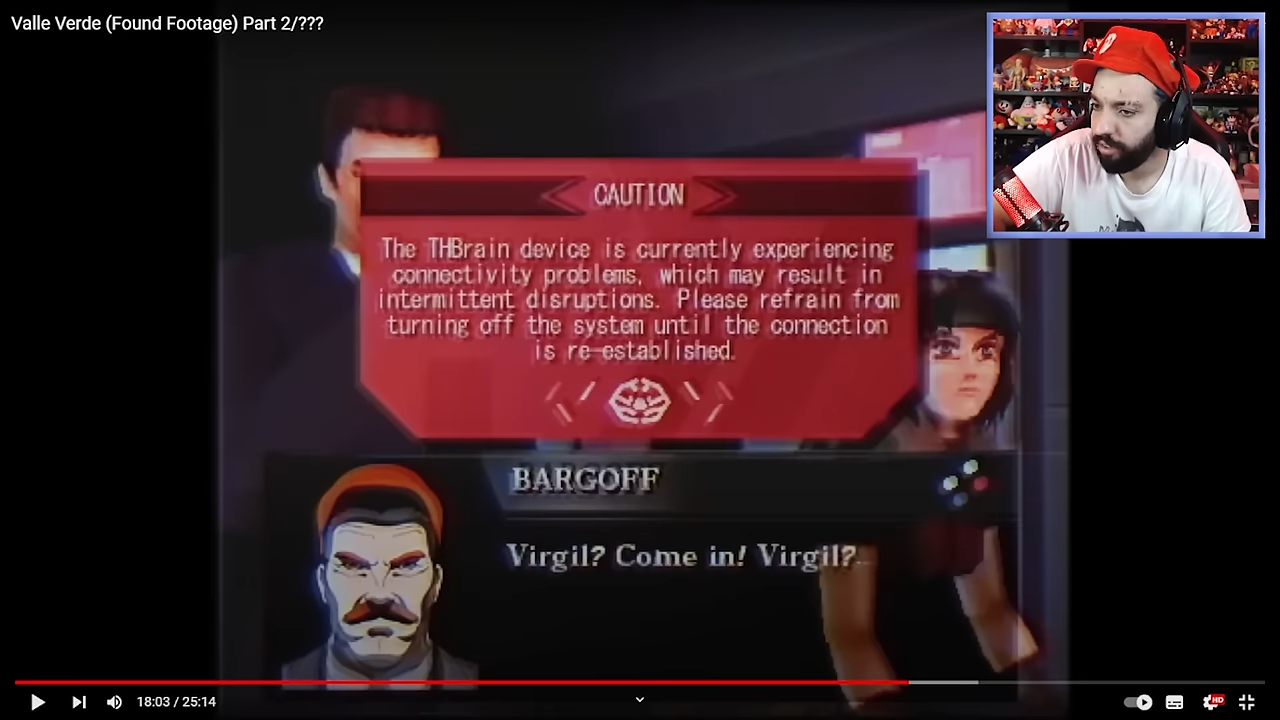 Valle Verde (Found Footage) Part 2/???
CAUTION
The THBrain device is currently experiencing
connectivity problems, which may result in
intermittent disruptions. Please refrain from
turning off the system until the connection
is re-established.
BARGOFF
Virgil? Come in! Virgil?..
18:03 / 25:14
HD